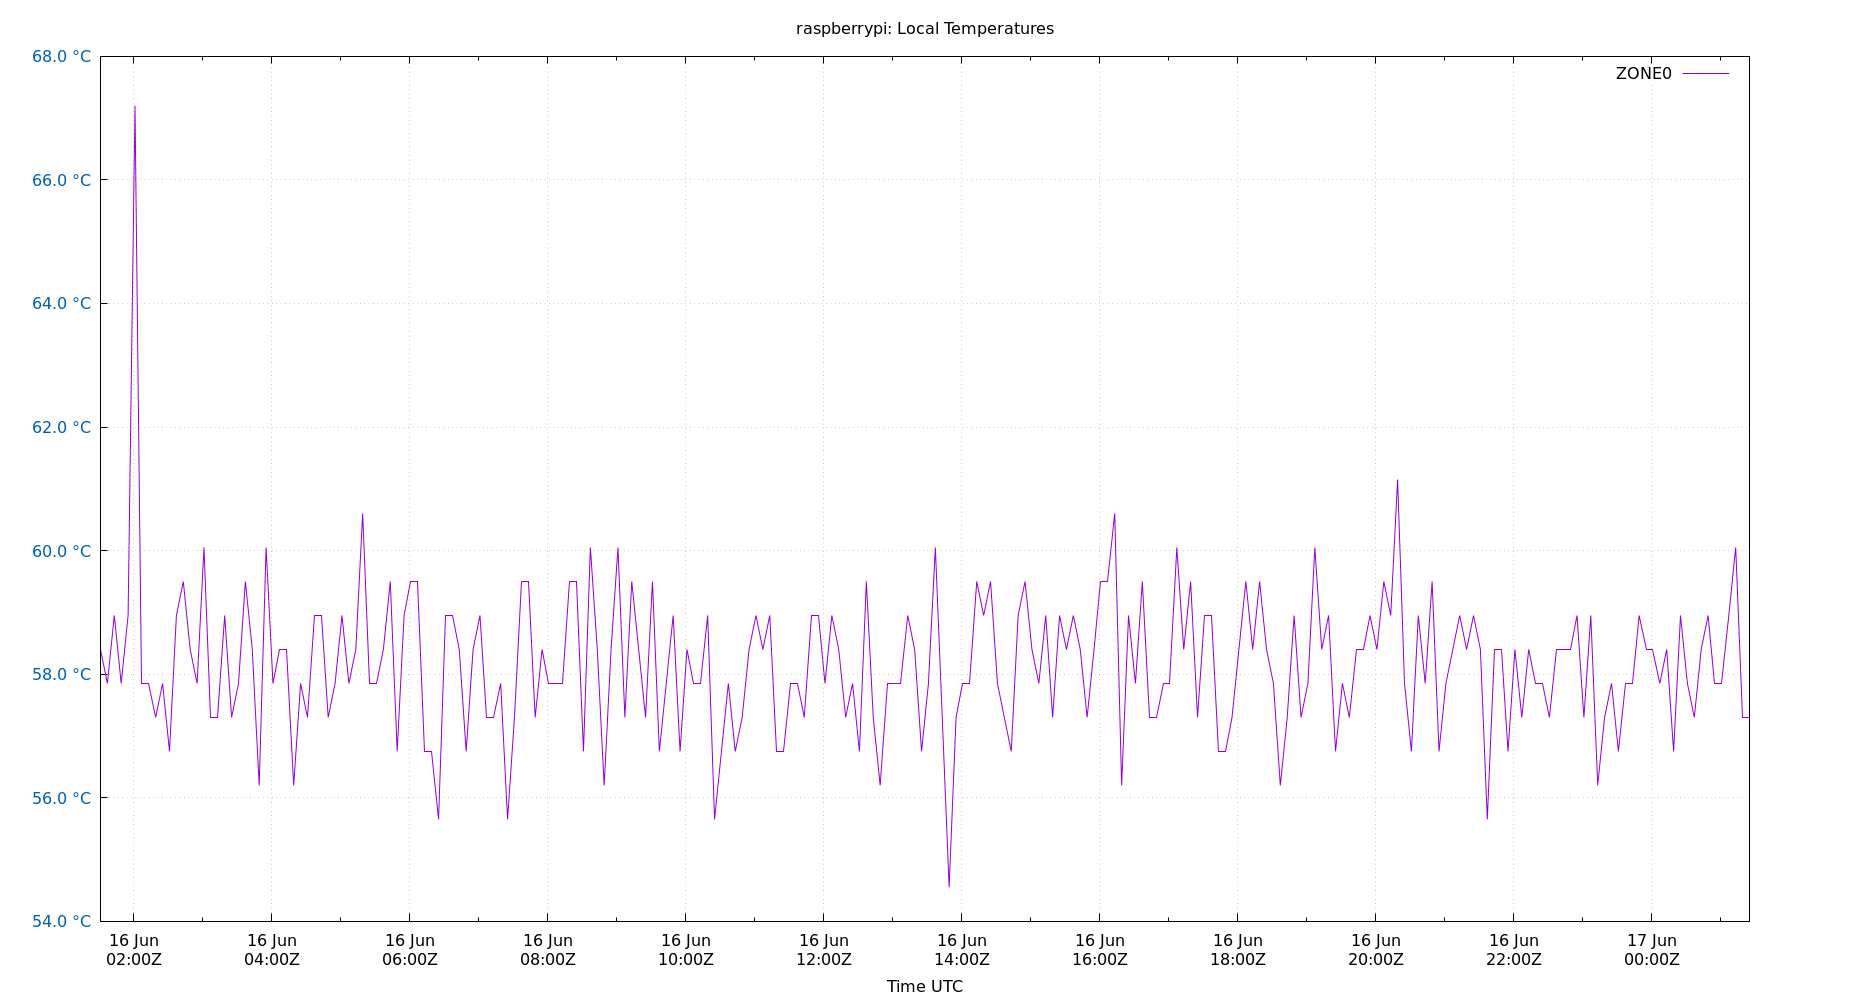 raspberrypi: Local Temperatures
68.0 °C
ZONE0
66.0 °C
64.0 °C
62.0 °C
60.0 °C
58.0 °C
56.0 °C
54.0 °C
16 Jun 16 Jun 16 Jun 16 Jun 16 Jun 16 Jun 16 Jun 16 Jun 16 Jun 16 Jun 16 Jun 17 Jun
02:00Z 04:00Z 06:00Z 08:00Z 10:00Z 12:00Z 14:00Z 16:00Z 18:00Z 20:00Z 22:00Z 00:00Z
Time UTC